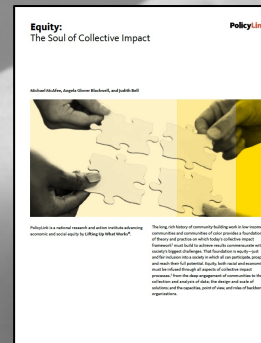 Equity:
The Soul of Collective Impact
PolicyLin
Michael McAfee, Angela Glover Blackwell, and Judith Bell
PolicyLink is a national research and action institute advancing
economic and social equity by Lifting Up What Works®.
The long, rich history of community-building work in low-income
communities and communities of color provides a foundation
of theory and practice on which today's collective impact
framework¹ must build to achieve results commensurate with
society's biggest challenges. That foundation is equity—just
and fair inclusion into a society in which all can participate, prosper,
and reach their full potential. Equity, both racial and economic,
must be infused through all aspects of collective impact
processes,² from the deep engagement of communities to the
collection and analysis of data; the design and scale of
solutions; and the capacities, point of view, and roles of backbone
organizations.